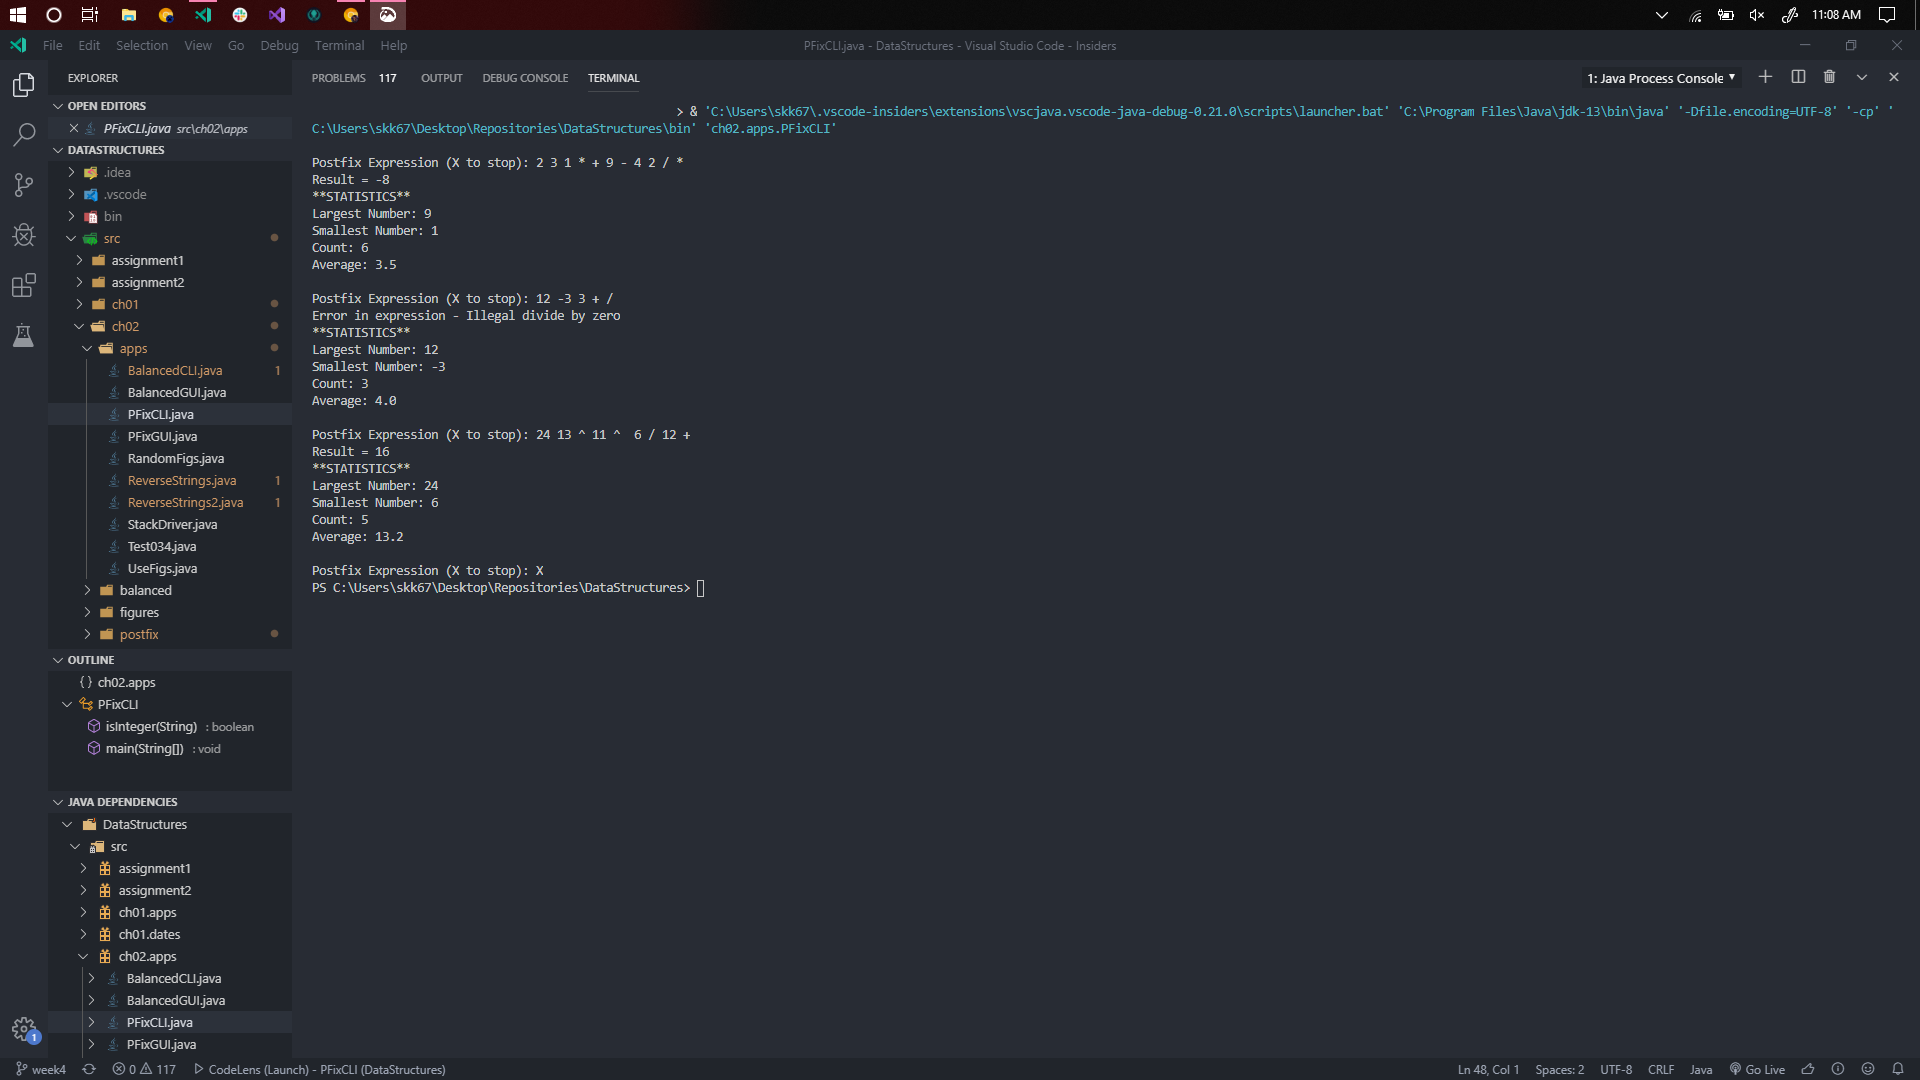 11:08 AM
File Edit Selection View Go Debug Terminal Help
PFixCLI.java - DataStructures - Visual Studio Code - Insiders
EXPLORER
OPEN EDITORS
PFixCLI.java src\ch02\apps
DATASTRUCTURES
.idea
.vscode
bin
src
assignment1
assignment2
ch01
ch02
apps
BalancedCLI.java 1
BalancedGUI.java
PFixCLI.java
PFixGUI.java
RandomFigs.java
ReverseStrings.java 1
ReverseStrings2.java 1
StackDriver.java
Test034.java
UseFigs.java
balanced
figures
postfix
OUTLINE
{} ch02.apps
PFixCLI
isInteger(String) : boolean
main(String[]) : void
JAVA DEPENDENCIES
DataStructures
src
assignment1
assignment2
ch01.apps
ch01.dates
ch02.apps
BalancedCLI.java
BalancedGUI.java
PFixCLI.java
PFixGUI.java
1
PROBLEMS 117 OUTPUT DEBUG CONSOLE TERMINAL
1: Java Process Console
> & 'C:\Users\skk67\.vscode-insiders\extensions\vscjava.vscode-java-debug-0.21.0\scripts\launcher.bat' 'C:\Program Files\Java\jdk-13\bin\java' '-Dfile.encoding=UTF-8' '-cp' '
C:\Users\skk67\Desktop\Repositories\DataStructures\bin' 'ch02.apps.PFixCLI'
Postfix Expression (X to stop): 2 3 1 * + 9 - 4 2 / *
Result = -8
**STATISTICS**
Largest Number: 9
Smallest Number: 1
Count: 6
Average: 3.5
Postfix Expression (X to stop): 12 -3 3 + /
Error in expression - Illegal divide by zero
**STATISTICS**
Largest Number: 12
Smallest Number: -3
Count: 3
Average: 4.0
Postfix Expression (X to stop): 24 13 ^ 11 ^  6 / 12 +
Result = 16
**STATISTICS**
Largest Number: 24
Smallest Number: 6
Count: 5
Average: 13.2
Postfix Expression (X to stop): X
PS C:\Users\skk67\Desktop\Repositories\DataStructures>
week4 0 117 CodeLens (Launch) - PFixCLI (DataStructures)
Ln 48, Col 1 Spaces: 2 UTF-8 CRLF Java Go Live